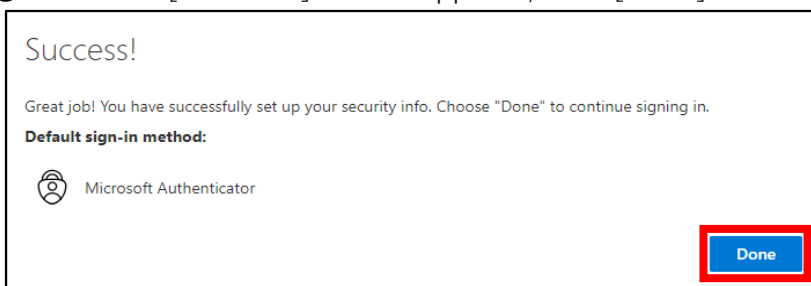 Success!
Great job! You have successfully set up your security info. Choose "Done" to continue signing in.
Default sign-in method:
Microsoft Authenticator
Done